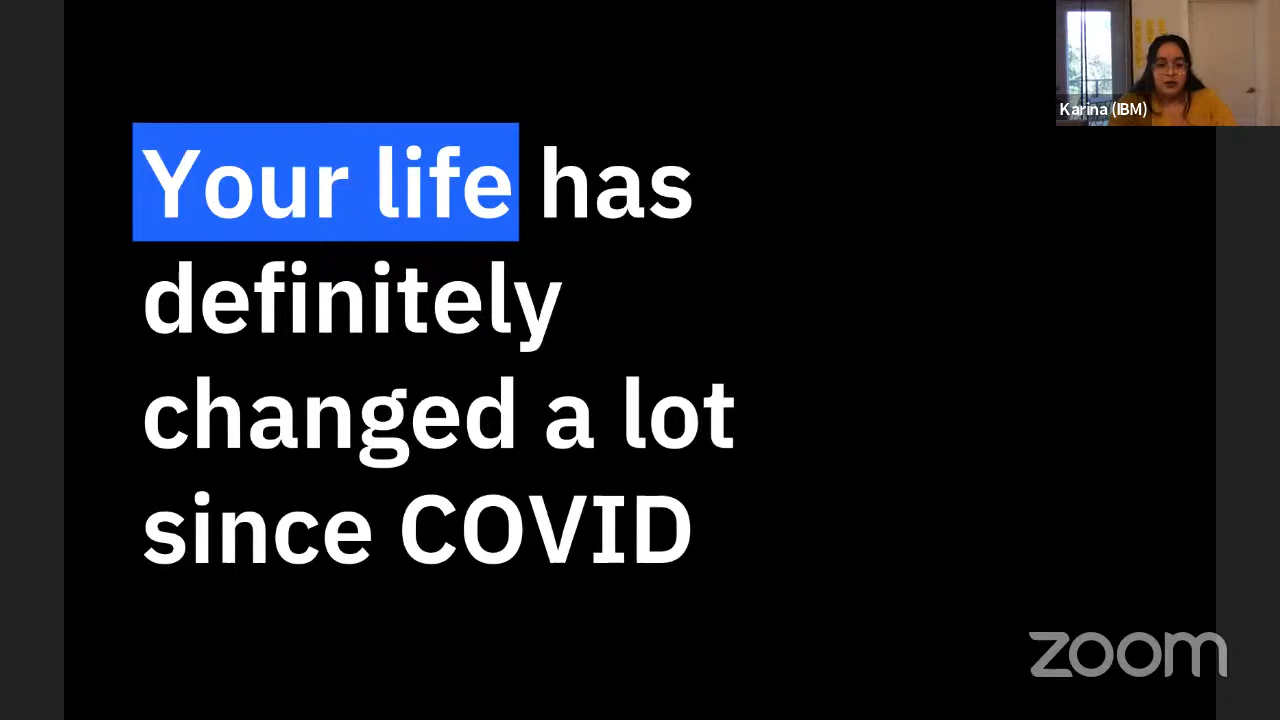 Karina (IBM)
Your life has
definitely
changed a lot
since COVID
zoom